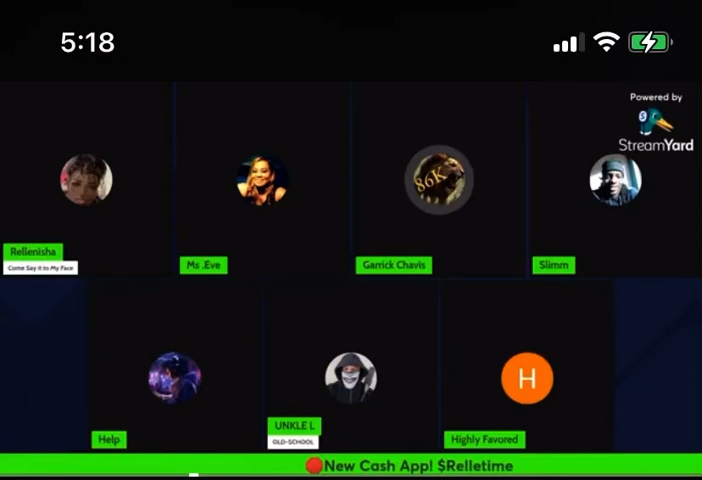 5:18
Powered by
StreamYard
86K
Rellenisha
Come Say It to My Face
Ms .Eve
Garrick Chavis
Slimm
Help
UNKLE L
OLD-SCHOOL
H
Highly Favored
New Cash App! $Relletime